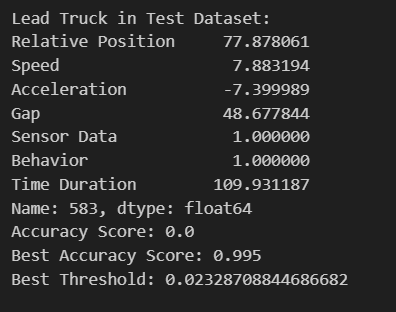 Lead Truck in Test Dataset:
Relative Position     77.878061
Speed                  7.883194
Acceleration          -7.399989
Gap                   48.677844
Sensor Data            1.000000
Behavior               1.000000
Time Duration        109.931187
Name: 583, dtype: float64
Accuracy Score: 0.0
Best Accuracy Score: 0.995
Best Threshold: 0.02328708844686682